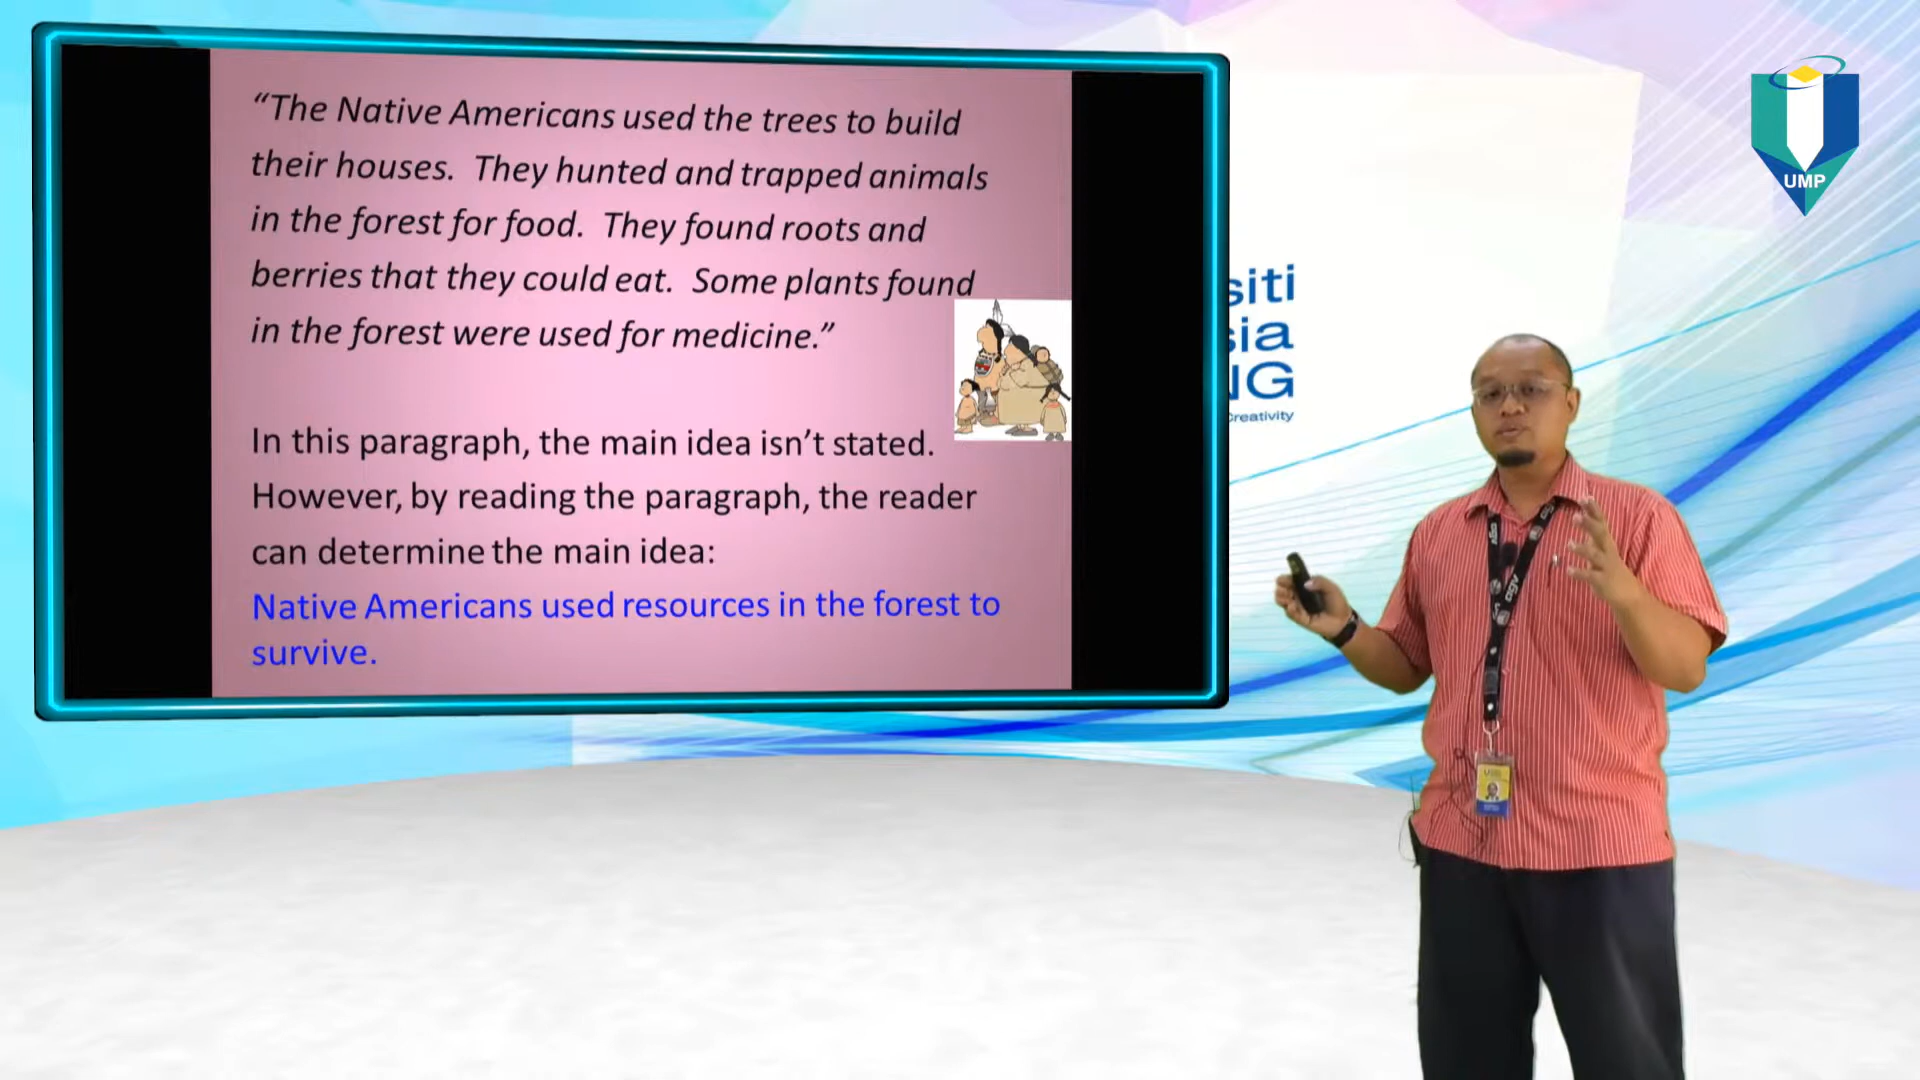 “The Native Americans used the trees to build
their houses.  They hunted and trapped animals
in the forest for food.  They found roots and
berries that they could eat.  Some plants found
in the forest were used for medicine.”
In this paragraph, the main idea isn’t stated.
However, by reading the paragraph, the reader
can determine the main idea:
Native Americans used resources in the forest to
survive.
UMP
siti
sia
NG
Creativity